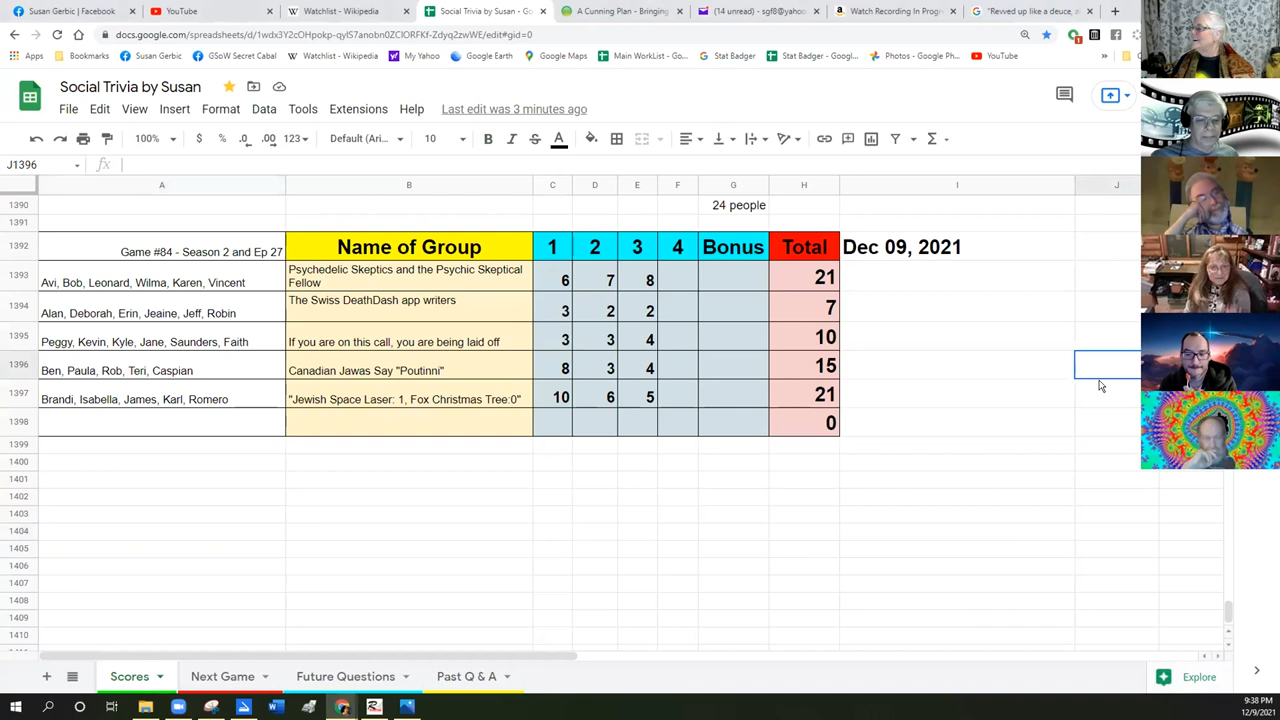 Susan Gerbic | Facebook
YouTube
Watchlist - Wikipedia
Social Trivia by Susan - Go
A Cunning Plan - Bringing
(14 unread) - sgf8@yahoo
Watch Recording In Progre
"Revved up like a deuce, a
docs.google.com/spreadsheets/d/1wdx3Y2cOHpokp-qylS7anobn0ZClORFKf-Zdyq2zwWE/edit#gid=0
Apps
Bookmarks
Susan Gerbic
GSoW Secret Cabal
Watchlist - Wikipedia
My Yahoo
Google Earth
Google Maps
Main WorkList - Go
Stat Badger
Stat Badger - Googl
Photos - Google Ph
YouTube
Social Trivia by Susan
File Edit View Insert Format Data Tools Extensions Help Last edit was 3 minutes ago
100% $ % .0 .00 123 Default (Ari... 10 B I S A
J1396 fx
A B C D E F G H I J
1390 24 people
1391
1392 Game #84 - Season 2 and Ep 27 Name of Group 1 2 3 4 Bonus Total Dec 09, 2021
1393 Avi, Bob, Leonard, Wilma, Karen, Vincent Psychedelic Skeptics and the Psychic Skeptical Fellow 6 7 8 21
1394 Alan, Deborah, Erin, Jeaine, Jeff, Robin The Swiss DeathDash app writers 3 2 2 7
1395 Peggy, Kevin, Kyle, Jane, Saunders, Faith If you are on this call, you are being laid off 3 3 4 10
1396 Ben, Paula, Rob, Teri, Caspian Canadian Jawas Say "Poutinni" 8 3 4 15
1397 Brandi, Isabella, James, Karl, Romero "Jewish Space Laser: 1, Fox Christmas Tree:0" 10 6 5 21
1398 0
1399
1400
1401
1402
1403
1404
1405
1406
1407
1408
1409
1410
Scores Next Game Future Questions Past Q & A Explore
9:38 PM
12/9/2021